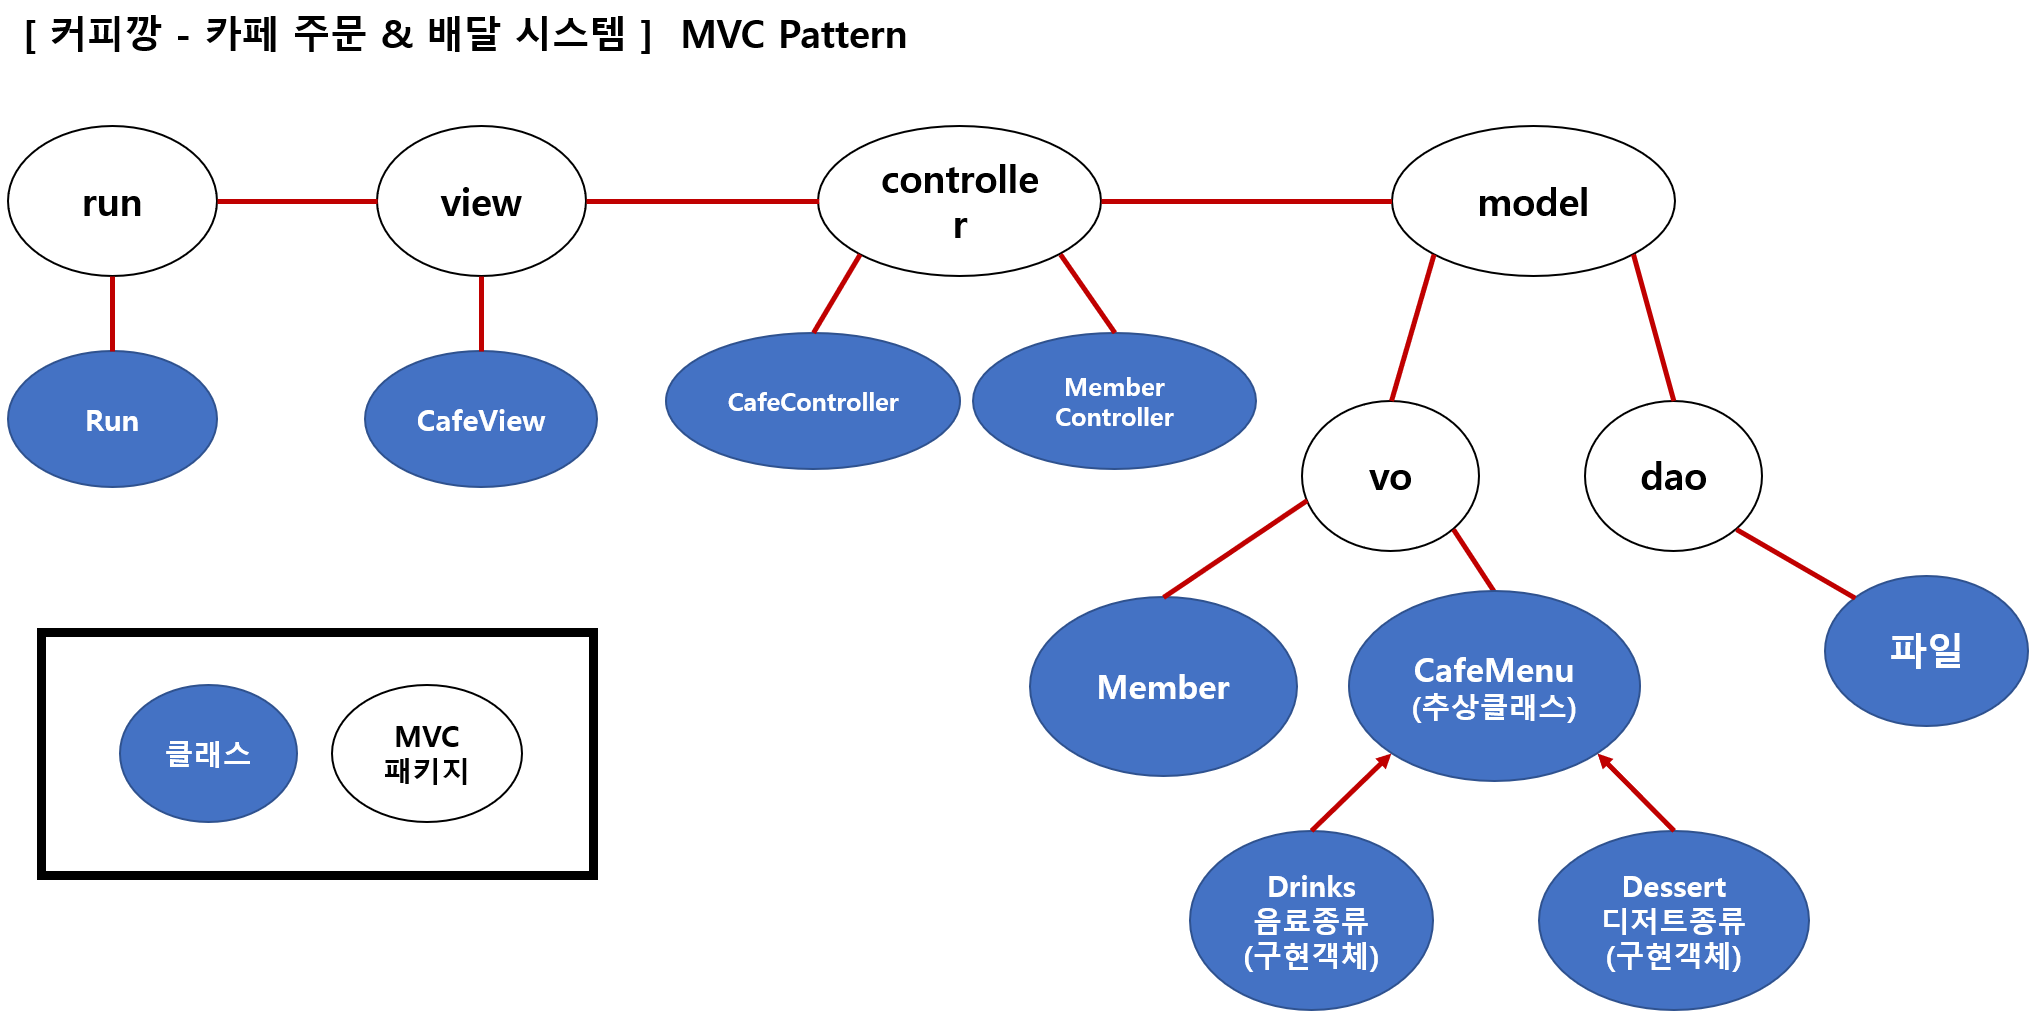 [ 커피깡 - 카페 주문 & 배달 시스템 ] MVC Pattern
run
view
controlle
r
model
Run
CafeView
CafeController
Member
Controller
vo
dao
Member
CafeMenu
(추상클래스)
파일
클래스
MVC
패키지
Drinks
음료종류
(구현객체)
Dessert
디저트종류
(구현객체)